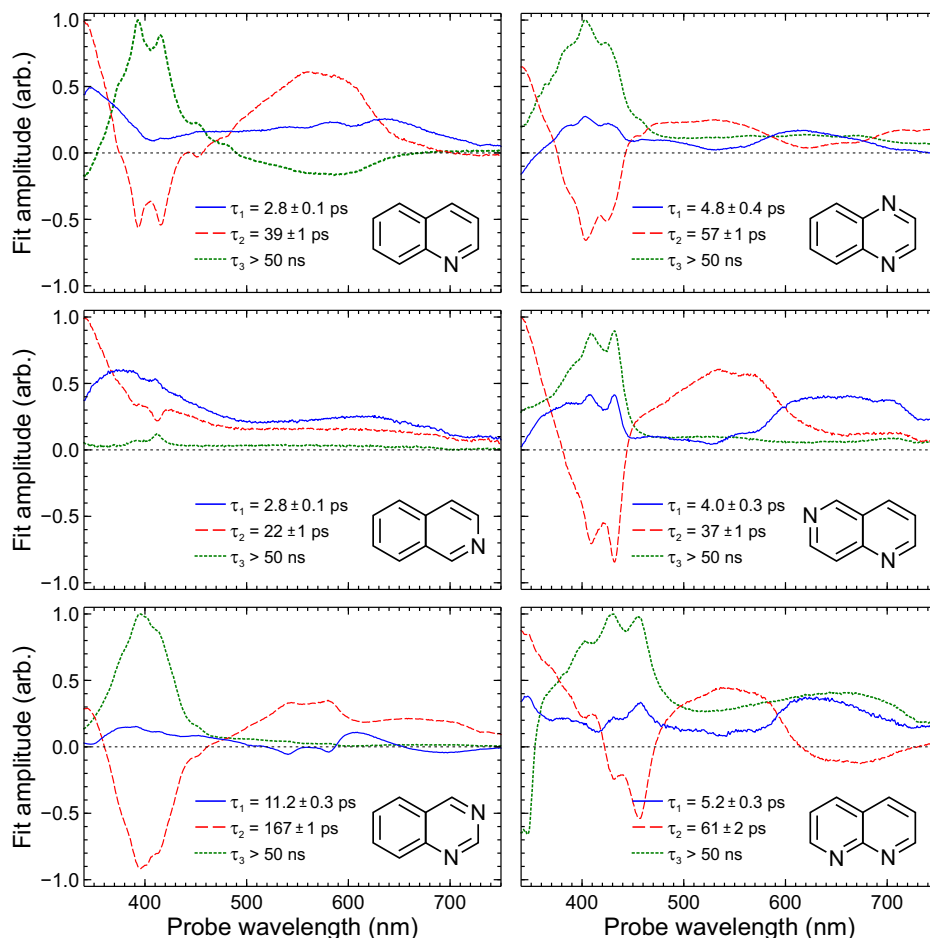 Fit amplitude (arb.)
1.0
0.5
0.0
−0.5
−1.0
τ1 = 2.8 ± 0.1 ps
τ2 = 39 ± 1 ps
τ3 > 50 ns
N
τ1 = 4.8 ± 0.4 ps
τ2 = 57 ± 1 ps
τ3 > 50 ns
N
N
Fit amplitude (arb.)
1.0
0.5
0.0
−0.5
−1.0
τ1 = 2.8 ± 0.1 ps
τ2 = 22 ± 1 ps
τ3 > 50 ns
N
τ1 = 4.0 ± 0.3 ps
τ2 = 37 ± 1 ps
τ3 > 50 ns
N
N
Fit amplitude (arb.)
1.0
0.5
0.0
−0.5
−1.0
τ1 = 11.2 ± 0.3 ps
τ2 = 167 ± 1 ps
τ3 > 50 ns
N
N
τ1 = 5.2 ± 0.3 ps
τ2 = 61 ± 2 ps
τ3 > 50 ns
N N
400 500 600 700
400 500 600 700
Probe wavelength (nm)
Probe wavelength (nm)